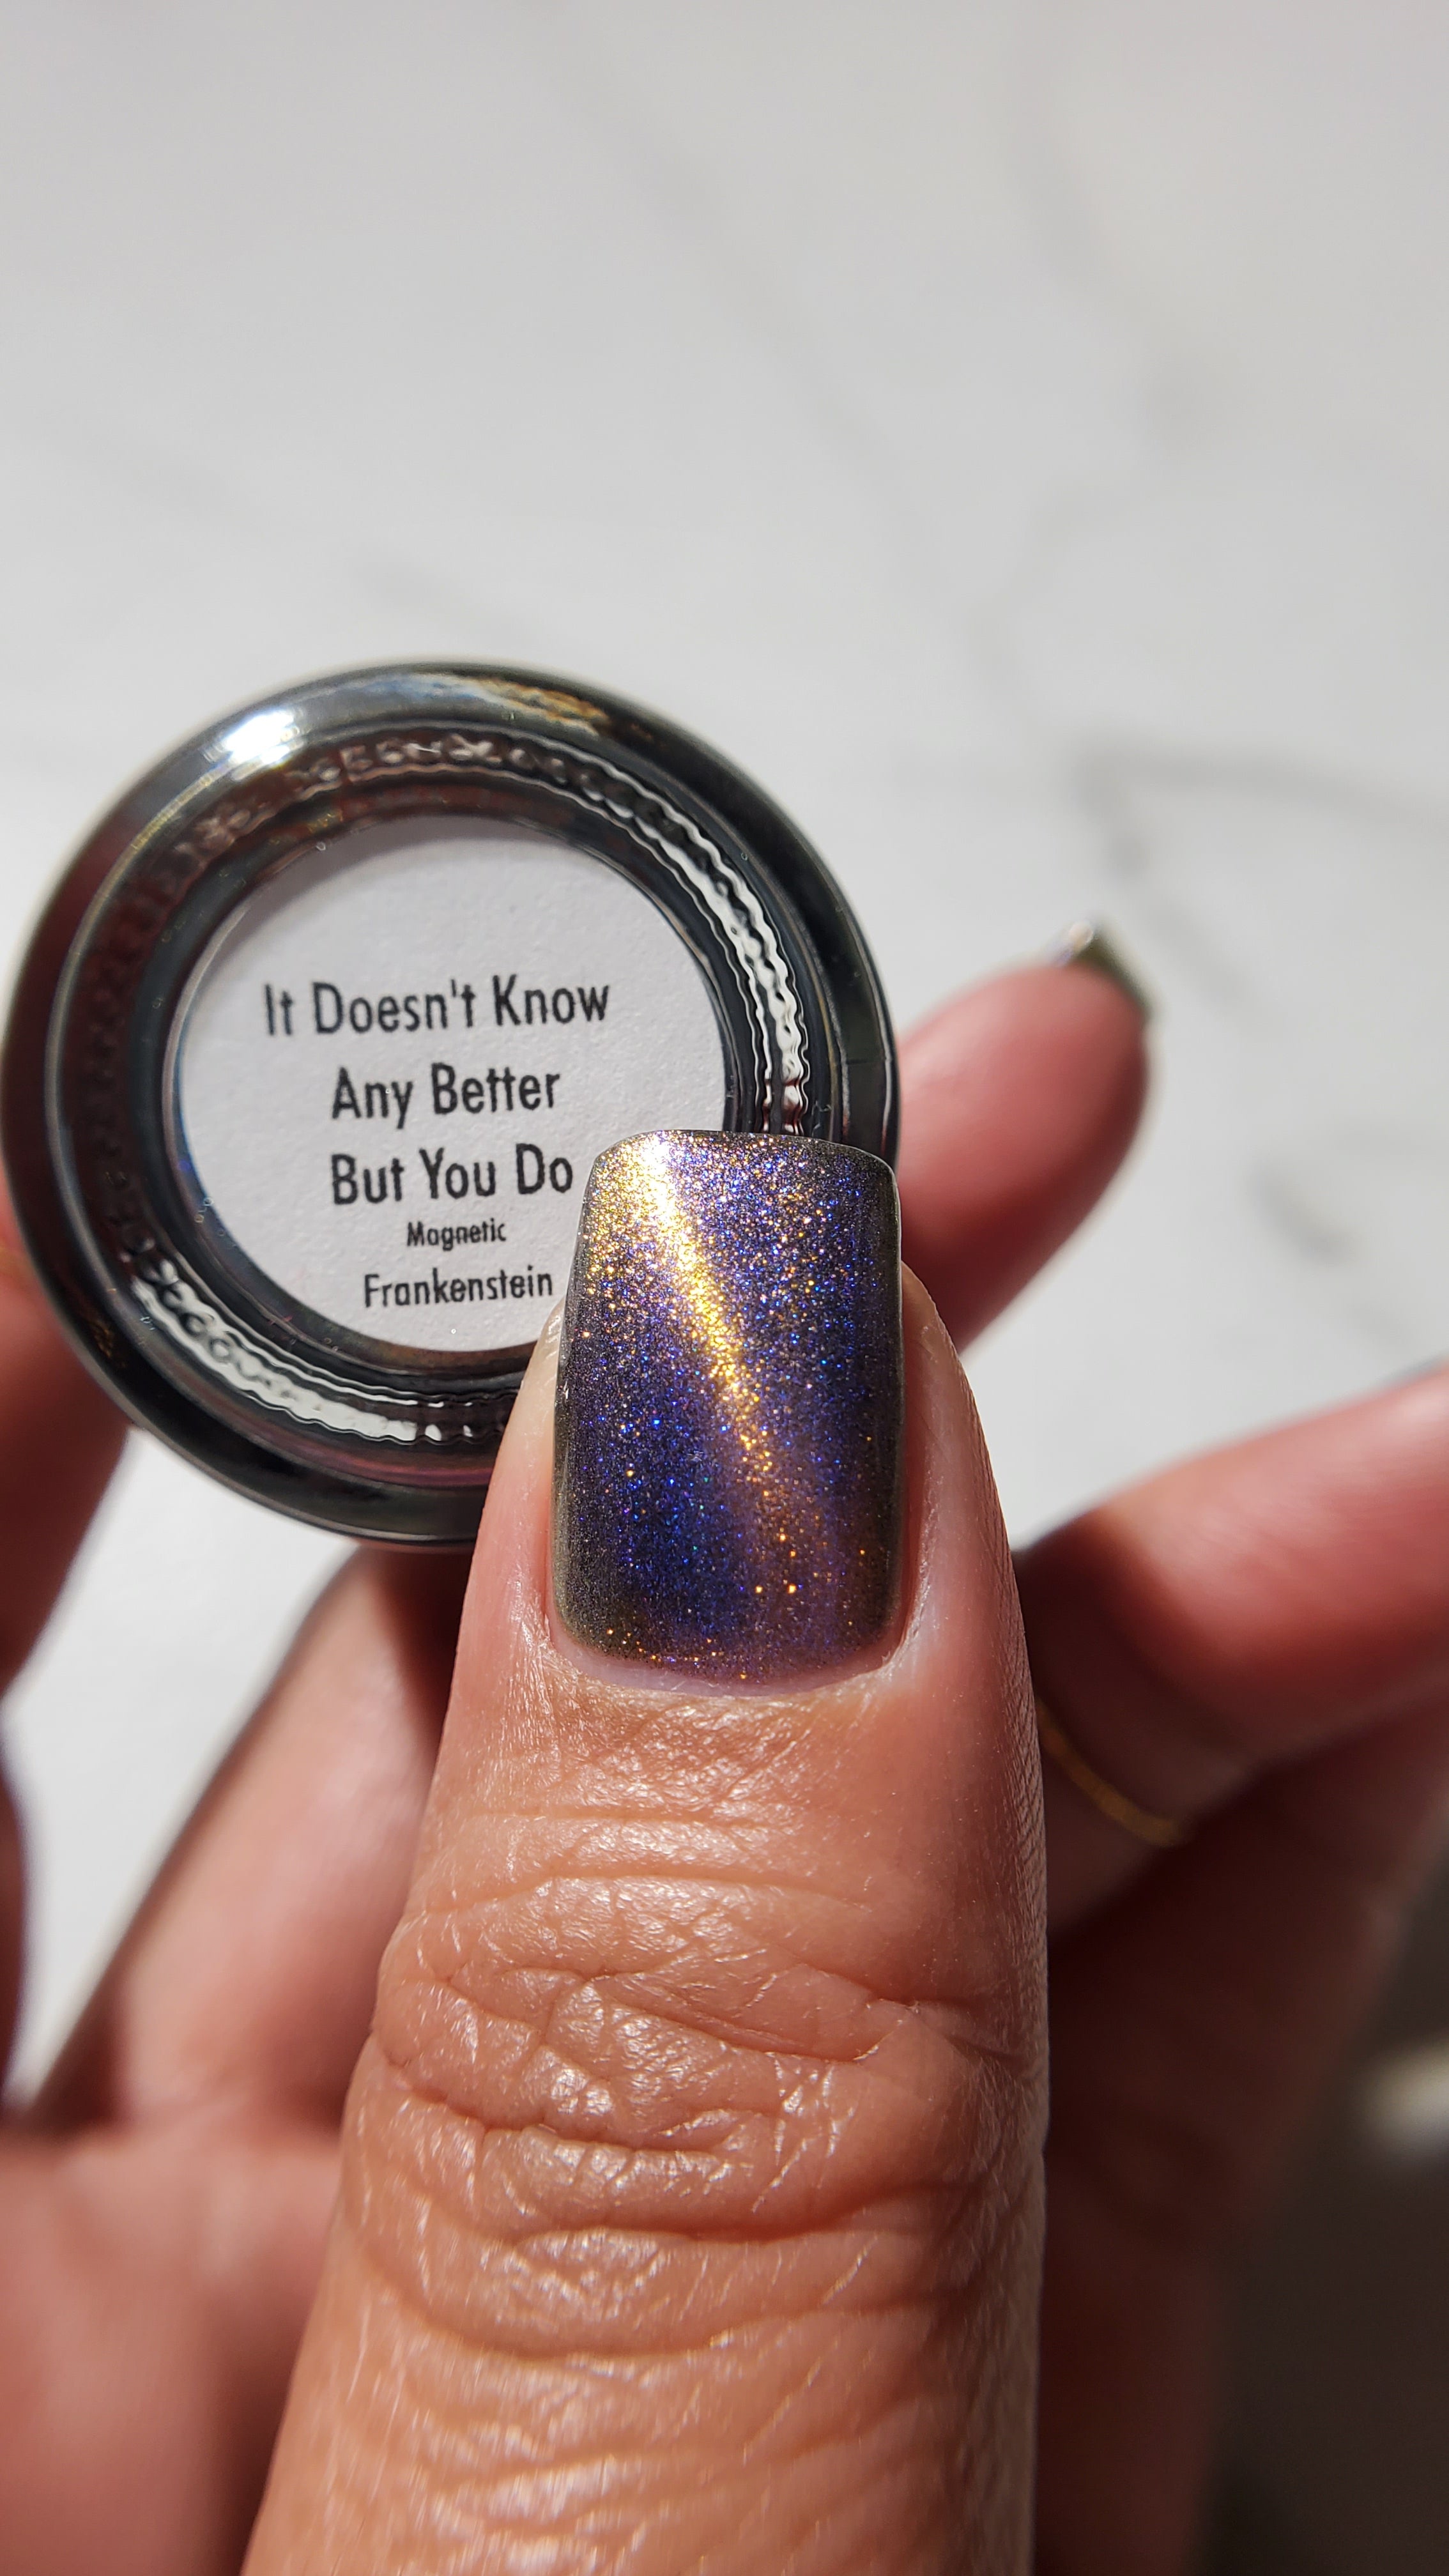 It Doesn't Know
Any Better
But You Do
Magnetic
Frankenstein